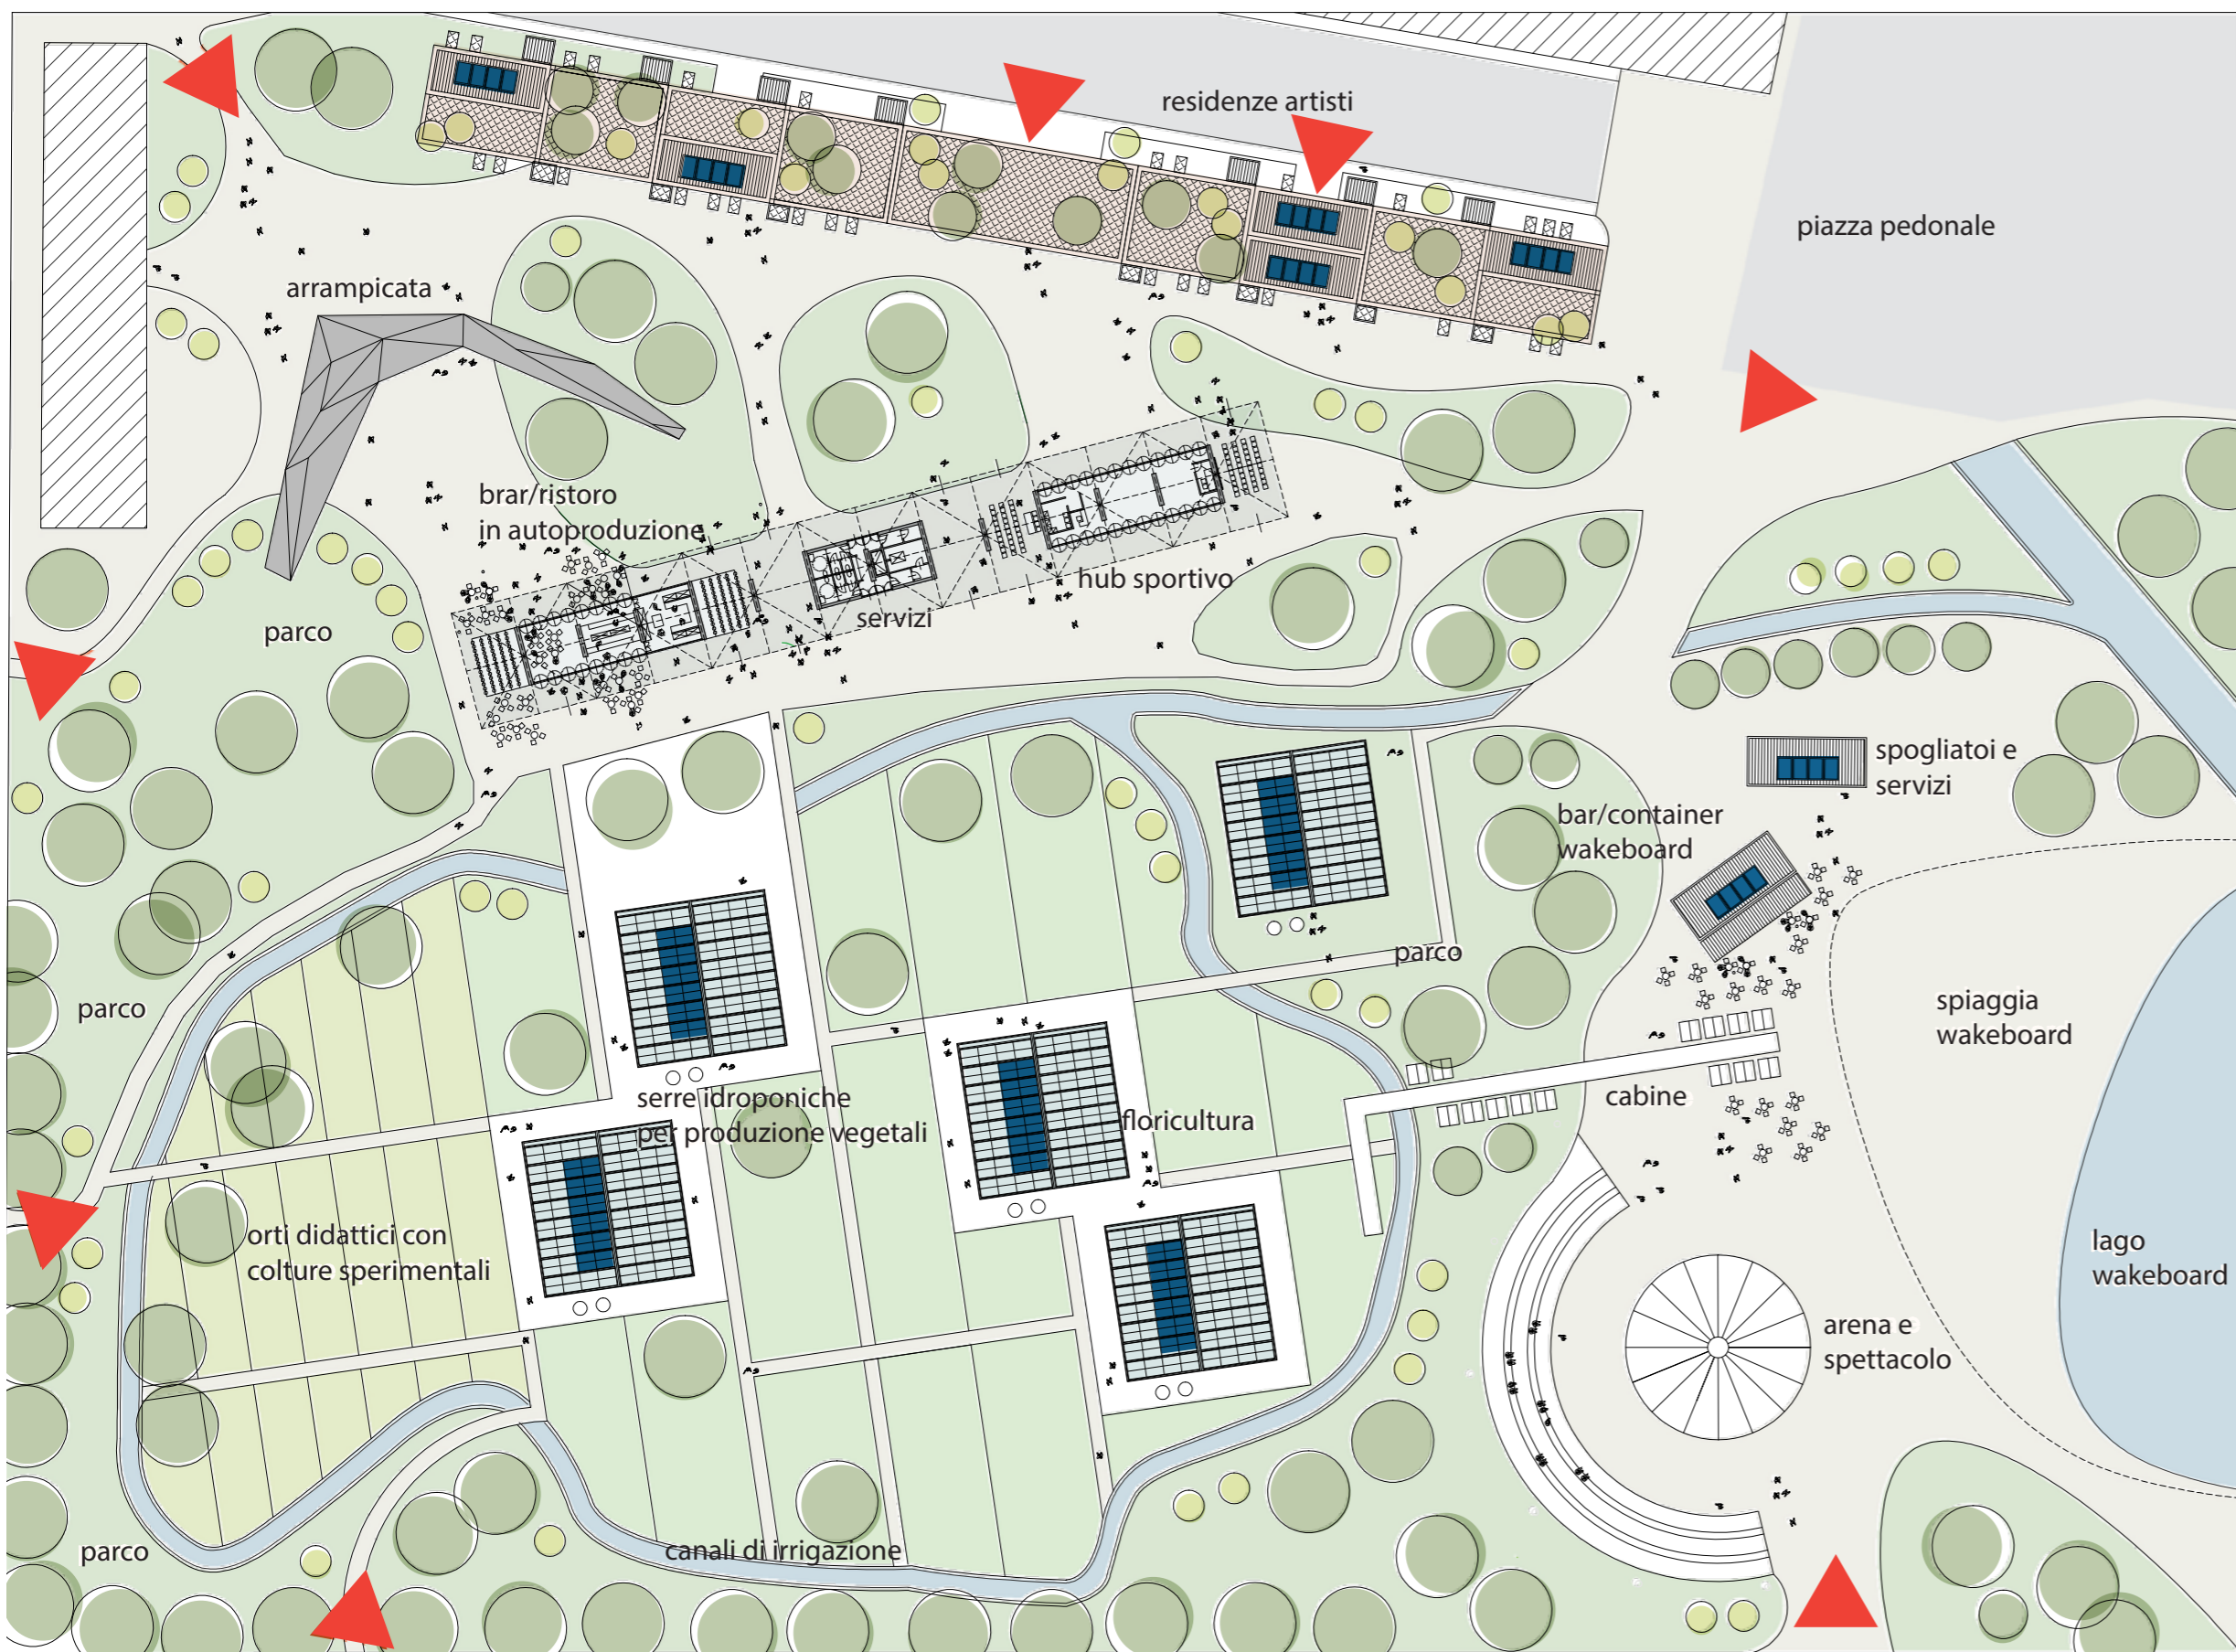 residenze artisti
piazza pedonale
arrampicata
brar/ristoro
in autoproduzione
hub sportivo
servizi
parco
spogliatoi e
servizi
bar/container
wakeboard
parco
parco
spiaggia
wakeboard
cabine
serre idroponiche
per produzione vegetali
floricultura
orti didattici con
colture sperimentali
lago
wakeboard
arena e
spettacolo
canali di irrigazione
parco